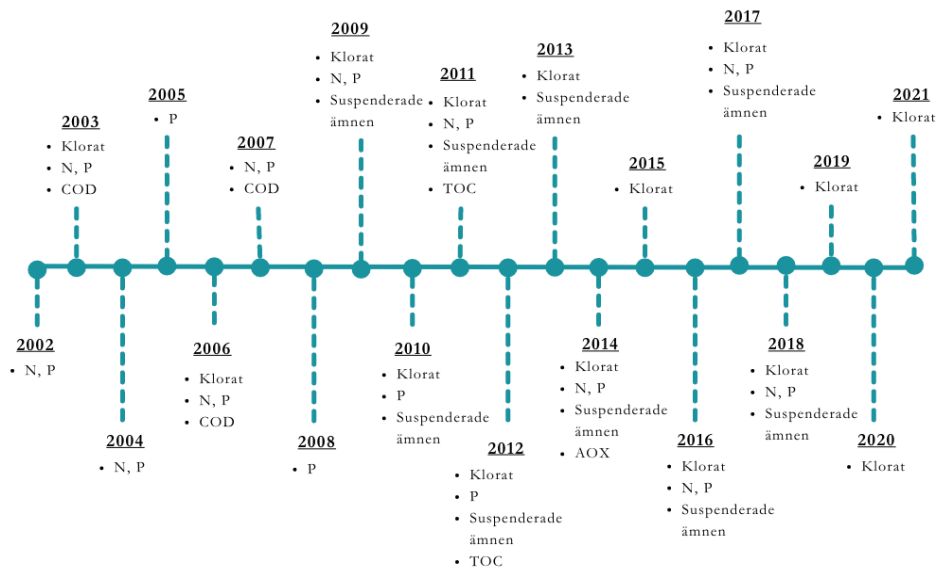 2002
• N, P
2003
• Klorat
• N, P
• COD
2004
• N, P
2005
• P
2006
• Klorat
• N, P
• COD
2007
• N, P
• COD
2008
• P
2009
• Klorat
• N, P
• Suspenderade
ämnen
2010
• Klorat
• P
• Suspenderade
ämnen
2011
• Klorat
• N, P
• Suspenderade
ämnen
• TOC
2012
• Klorat
• P
• Suspenderade
ämnen
• TOC
2013
• Klorat
• Suspenderade
ämnen
2014
• Klorat
• N, P
• Suspenderade
ämnen
• AOX
2015
• Klorat
2016
• Klorat
• N, P
• Suspenderade
ämnen
2017
• Klorat
• N, P
• Suspenderade
ämnen
2018
• Klorat
• N, P
• Suspenderade
ämnen
2019
• Klorat
2020
• Klorat
2021
• Klorat